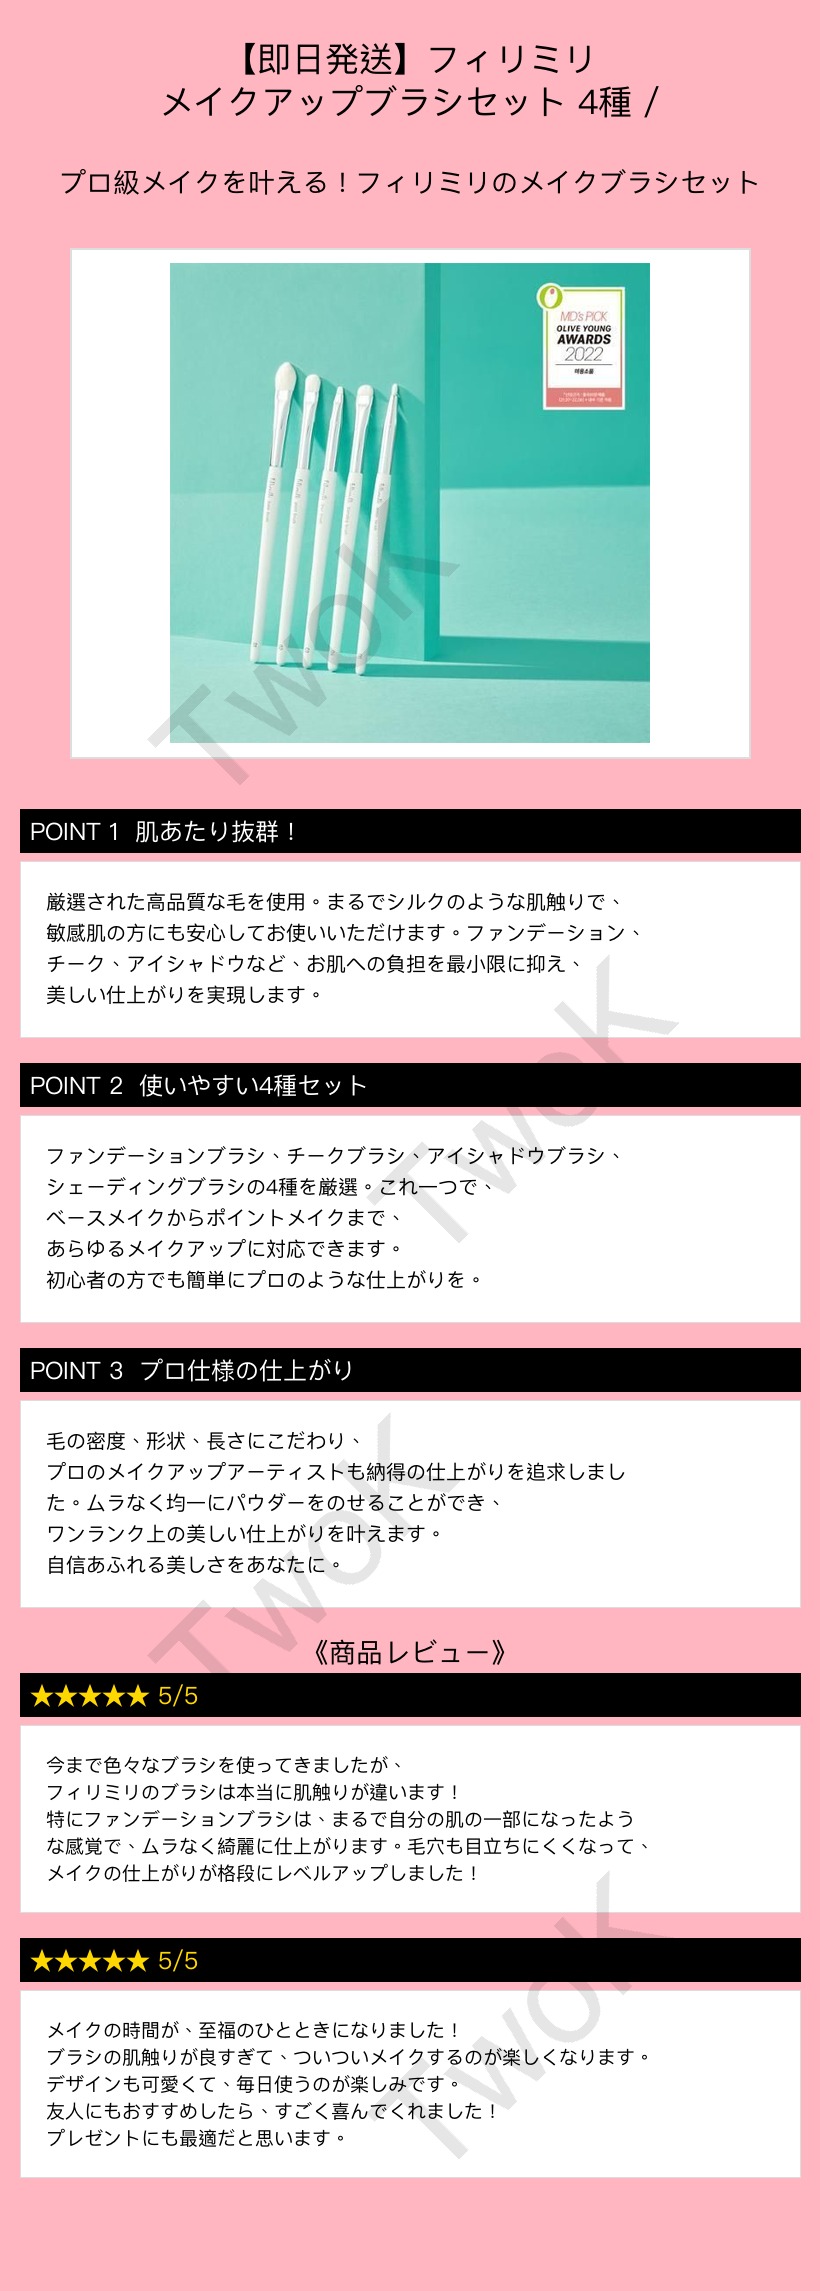 【即日発送】フィリミリ
メイクアップブラシセット 4種 /
プロ級メイクを叶える！フィリミリのメイクブラシセット
MD's PICK
OLIVE YOUNG
AWARDS
2022
미용소품
TwoK
POINT 1 肌あたり抜群！
厳選された高品質な毛を使用。まるでシルクのような肌触りで、
敏感肌の方にも安心してお使いいただけます。ファンデーション、
チーク、アイシャドウなど、お肌への負担を最小限に抑え、
美しい仕上がりを実現します。
TwoK
POINT 2 使いやすい4種セット
ファンデーションブラシ、チークブラシ、アイシャドウブラシ、
シェーディングブラシの4種を厳選。これ一つで、
ベースメイクからポイントメイクまで、
あらゆるメイクアップに対応できます。
初心者の方でも簡単にプロのような仕上がりを。
POINT 3 プロ仕様の仕上がり
毛の密度、形状、長さにこだわり、
プロのメイクアップアーティストも納得の仕上がりを追求しまし
た。ムラなく均一にパウダーをのせることができ、
ワンランク上の美しい仕上がりを叶えます。
自信あふれる美しさをあなたに。
TwoK
《商品レビュー》
★★★★★ 5/5
今まで色々なブラシを使ってきましたが、
フィリミリのブラシは本当に肌触りが違います！
特にファンデーションブラシは、まるで自分の肌の一部になったよう
な感覚で、ムラなく綺麗に仕上がります。毛穴も目立ちにくくなって、
メイクの仕上がりが格段にレベルアップしました！
★★★★★ 5/5
メイクの時間が、至福のひとときになりました！
ブラシの肌触りが良すぎて、ついついメイクするのが楽しくなります。
デザインも可愛くて、毎日使うのが楽しみです。
友人にもおすすめしたら、すごく喜んでくれました！
プレゼントにも最適だと思います。
TwoK